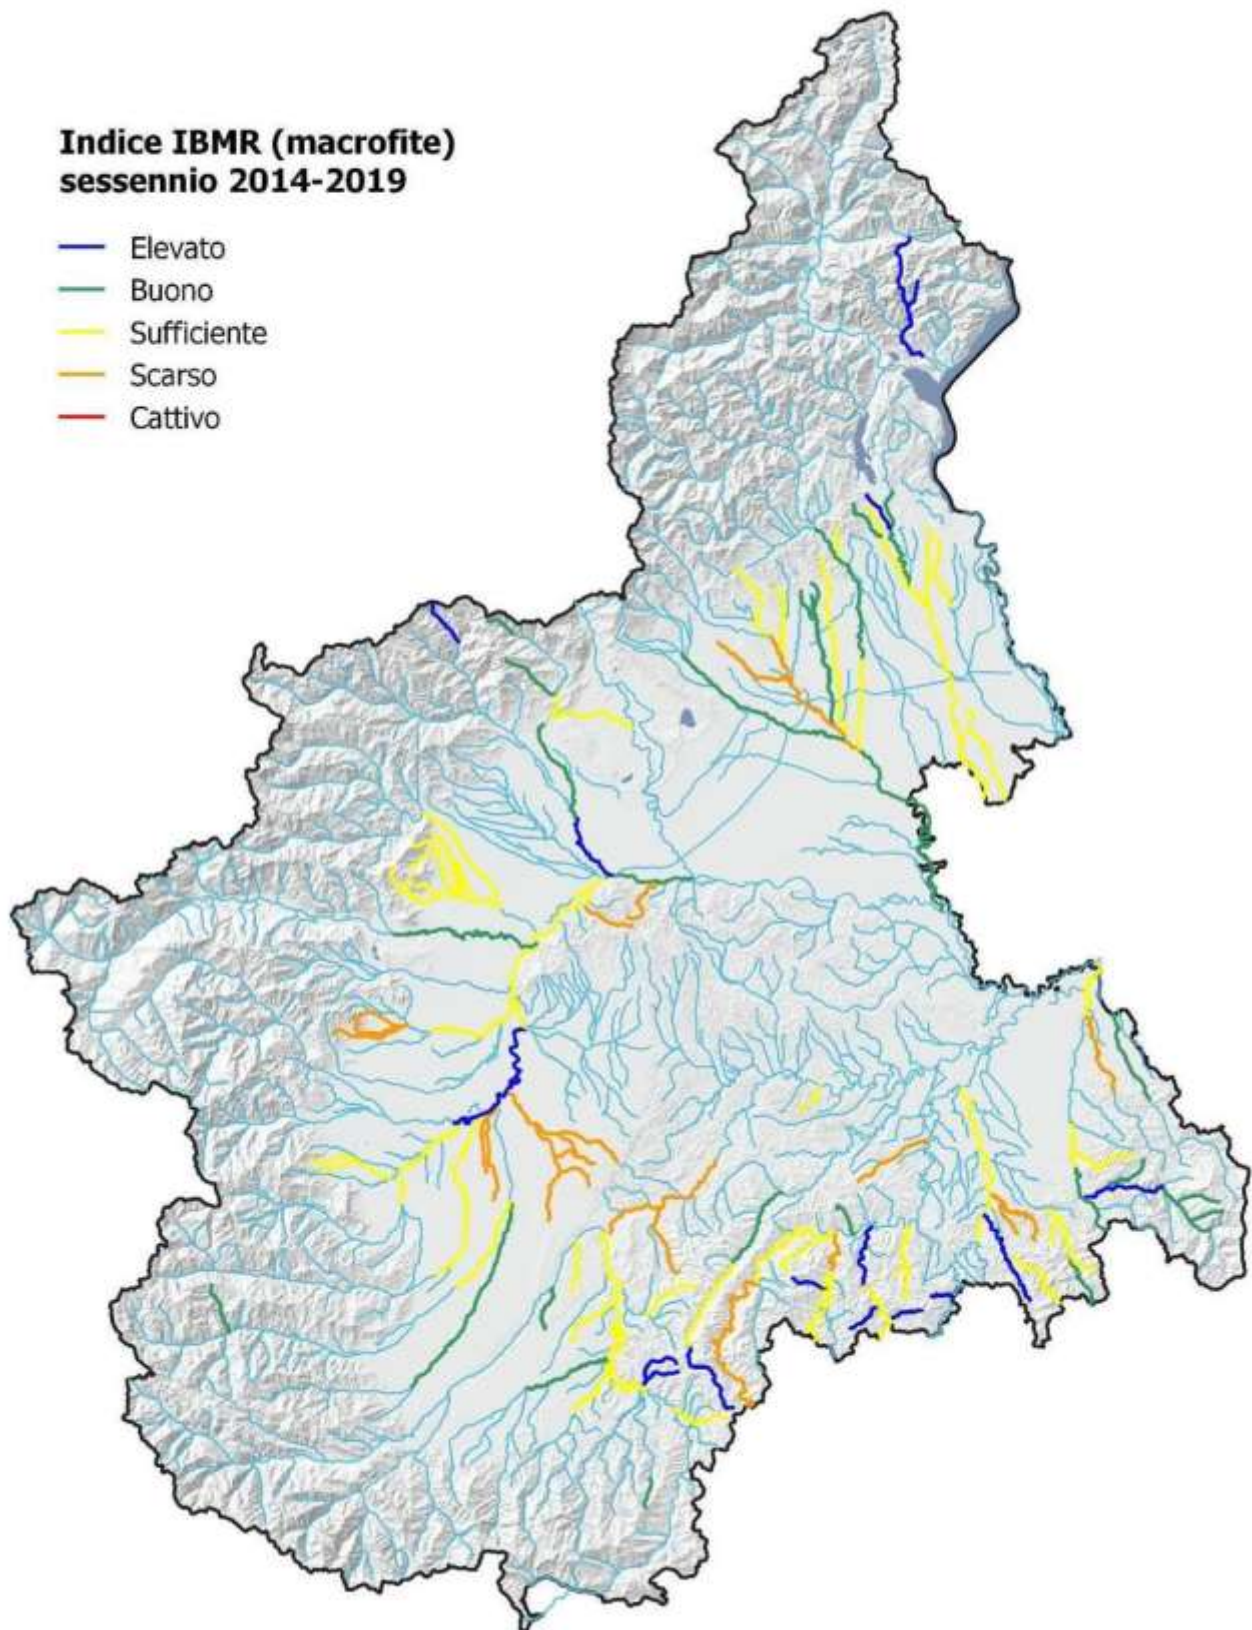 Indice IBMR (macrofite)
sessennio 2014-2019
Elevato
Buono
Sufficiente
Scarso
Cattivo